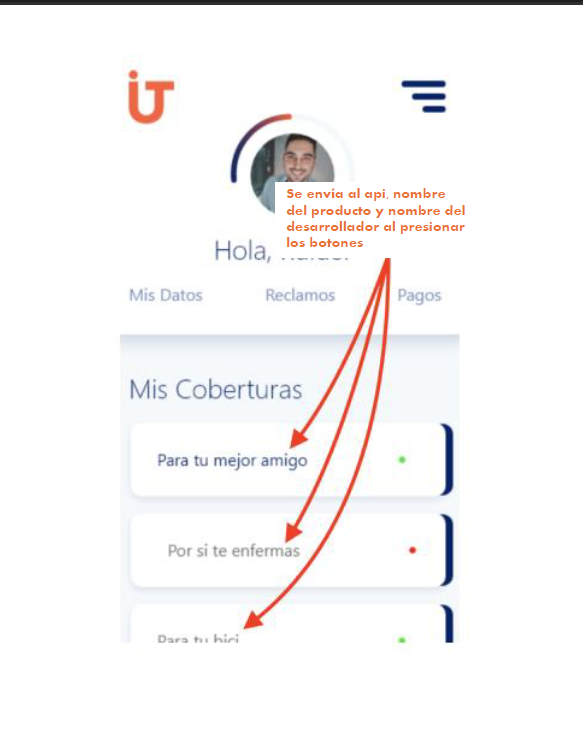 Se envía al api, nombre
del producto y nombre del
desarrollador al presionar
los botones
Hola,
Mis Datos Reclamos Pagos
Mis Coberturas
Para tu mejor amigo
Por si te enfermas
Para tu bici